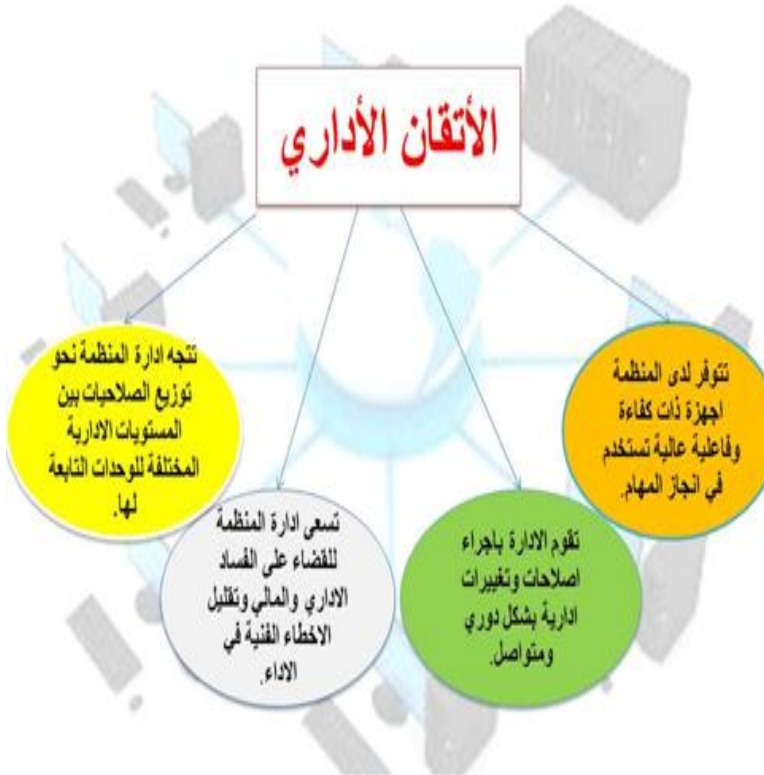 الأتقان الأداري
تتوفر لدى المنظمة
اجهزة ذات كفاءة
وفاعلية عالية تستخدم
في انجاز المهام.
تقوم الادارة باجراء
اصلاحات وتغييرات
ادارية بشكل دوري
ومتواصل.
تسعى ادارة المنظمة
للقضاء على الفساد
الاداري والمالي وتقليل
الاخطاء الفنية في
الاداء.
تتجه ادارة المنظمة نحو
توزيع الصلاحيات بين
المستويات الادارية
المختلفة للوحدات التابعة
لها.